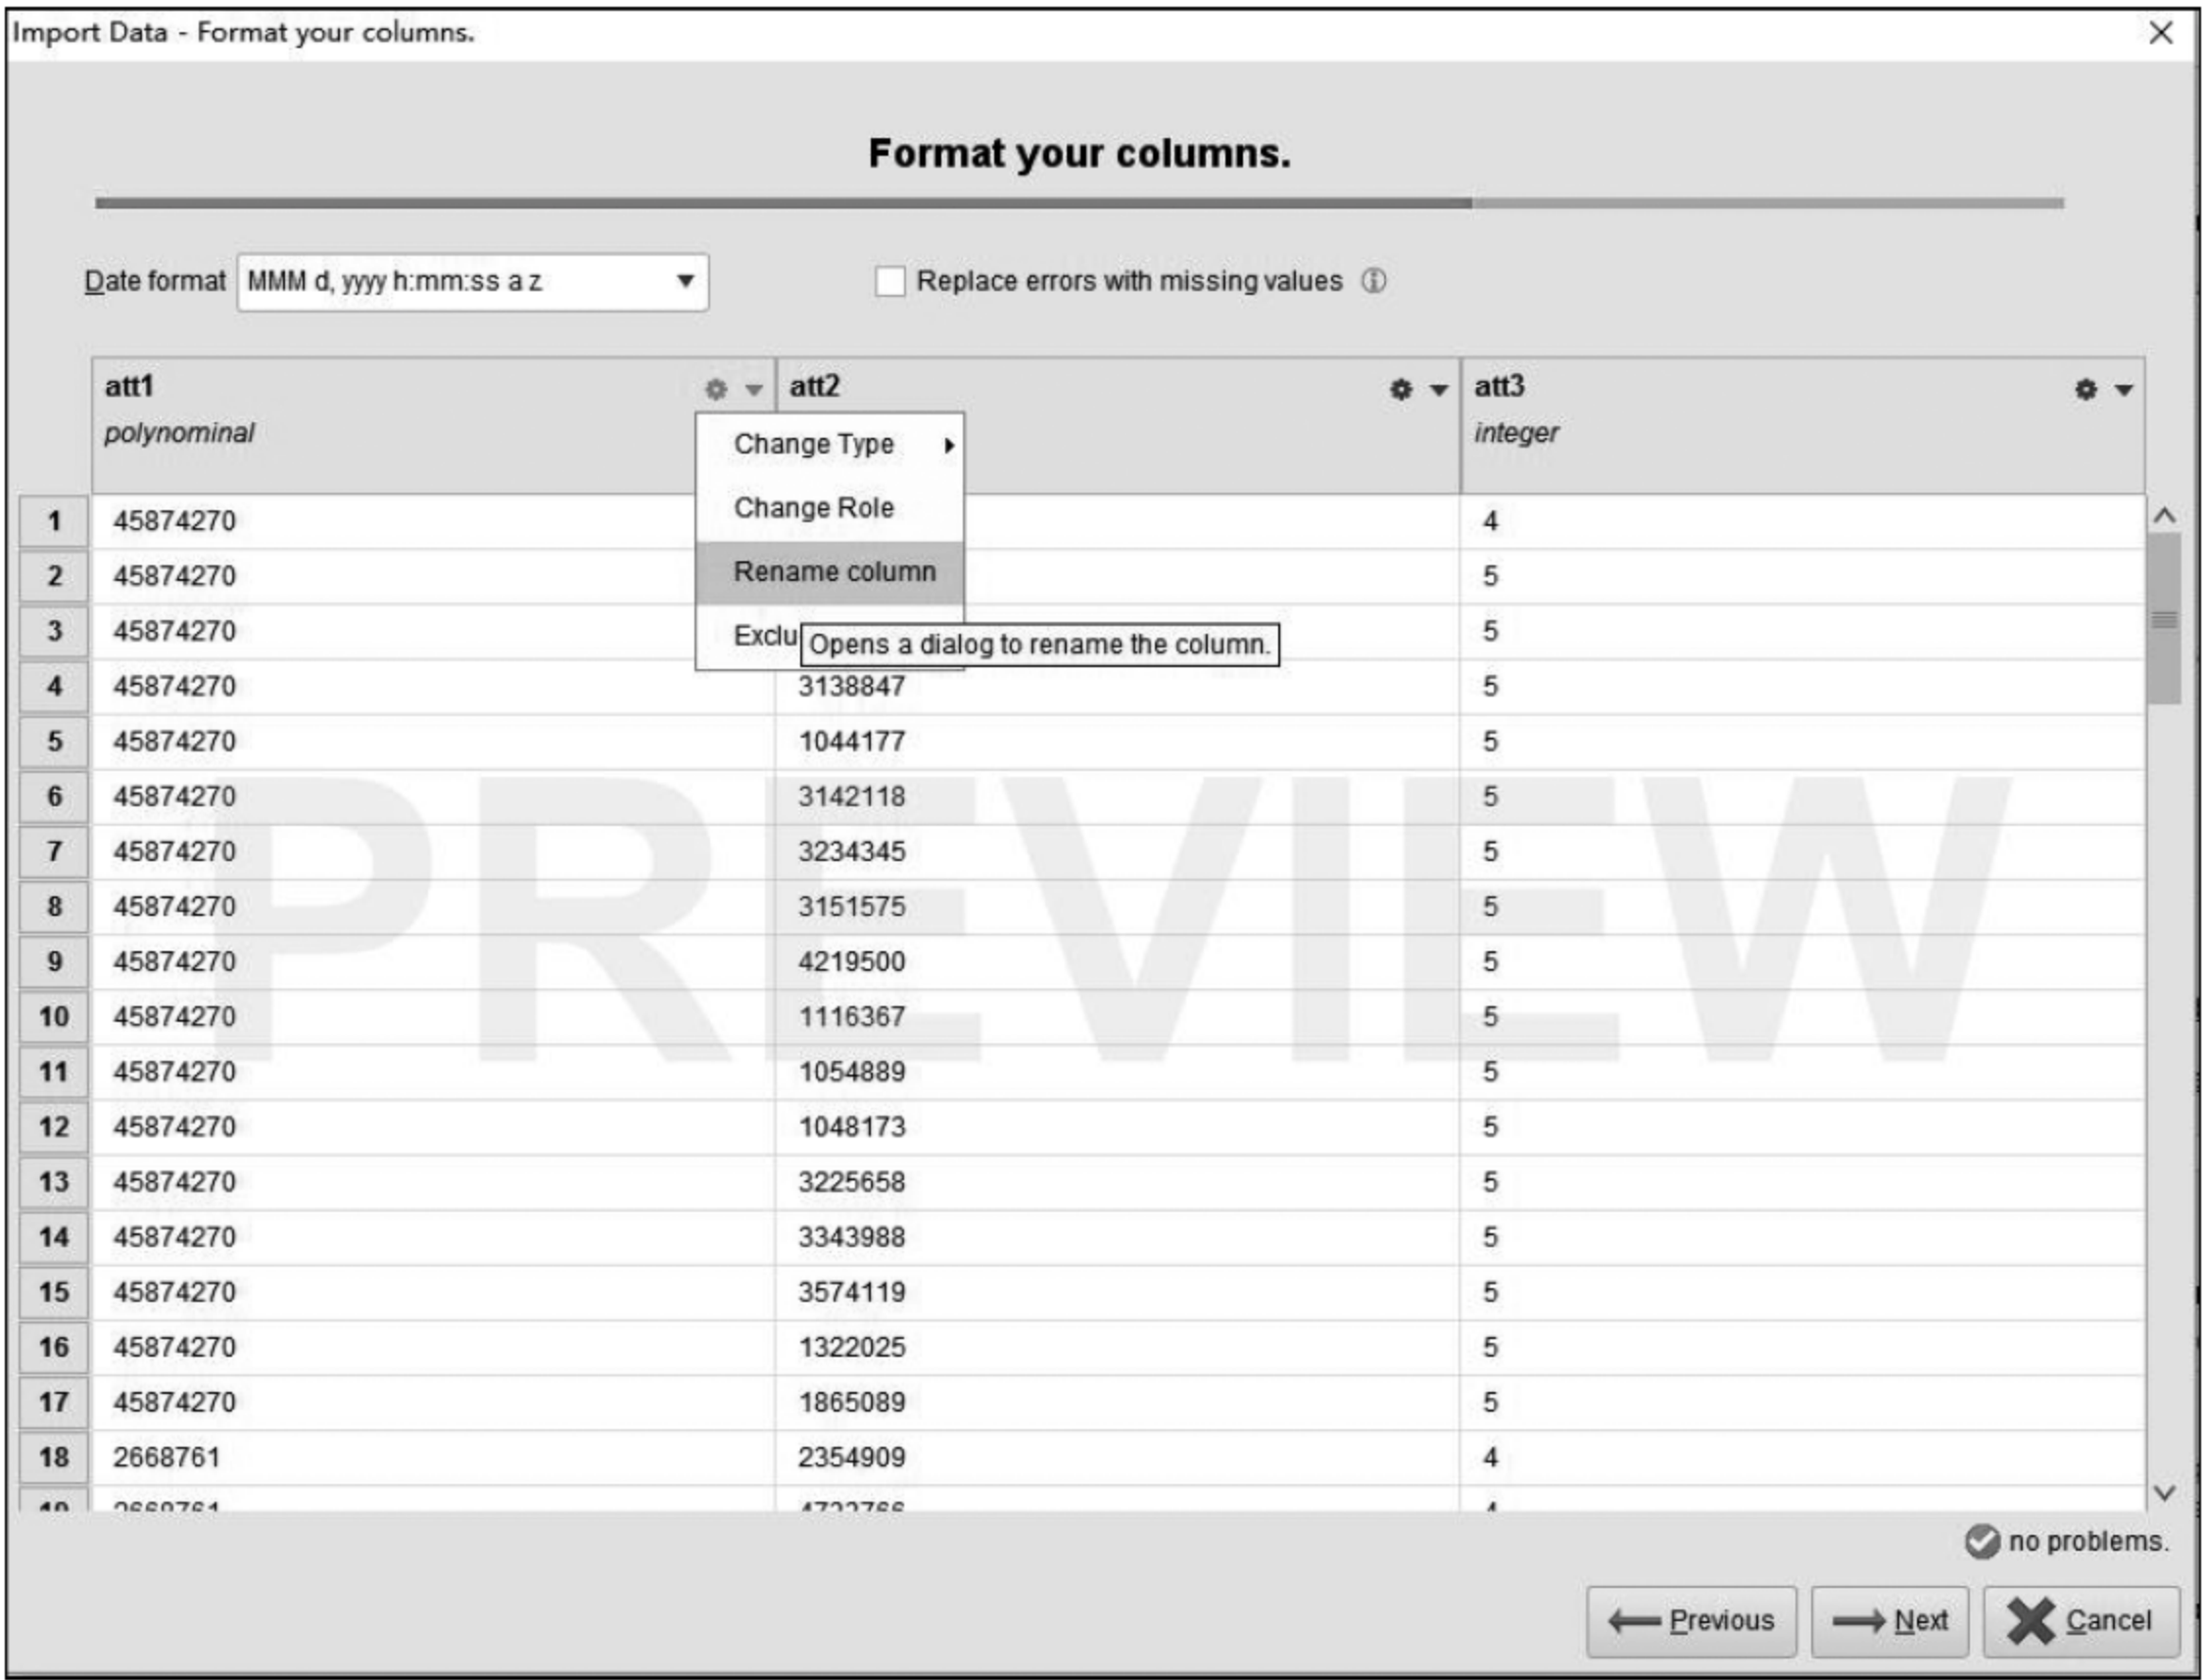 Import Data - Format your columns.
Format your columns.
Date format MMM d, yyyy h:mm:ss a z Replace errors with missing values
att1 att2 att3
polynominal integer
Change Type
Change Role
Rename column
Exclu
Opens a dialog to rename the column.
1 45874270 4
2 45874270 5
3 45874270 5
4 45874270 3138847 5
5 45874270 1044177 5
6 45874270 3142118 5
7 45874270 3234345 5
8 45874270 3151575 5
9 45874270 4219500 5
10 45874270 1116367 5
11 45874270 1054889 5
12 45874270 1048173 5
13 45874270 3225658 5
14 45874270 3343988 5
15 45874270 3574119 5
16 45874270 1322025 5
17 45874270 1865089 5
18 2668761 2354909 4
PREVIEW
no problems.
Previous Next Cancel